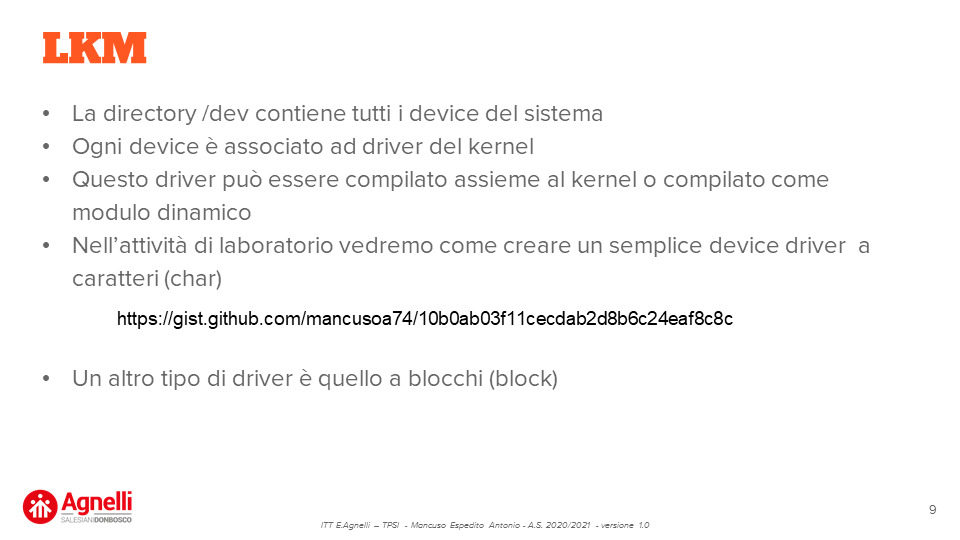 LKM
• La directory /dev contiene tutti i device del sistema
• Ogni device è associato ad driver del kernel
• Questo driver può essere compilato assieme al kernel o compilato come
modulo dinamico
• Nell’attività di laboratorio vedremo come creare un semplice device driver a
caratteri (char)
https://gist.github.com/mancusoa74/10b0ab03f11cecdab2d8b6c24eaf8c8c
• Un altro tipo di driver è quello a blocchi (block)
Agnelli
SALESIANIDONBOSCO
ITT E.Agnelli – TPSI - Mancuso Espedito Antonio - A.S. 2020/2021 - versione 1.0
9